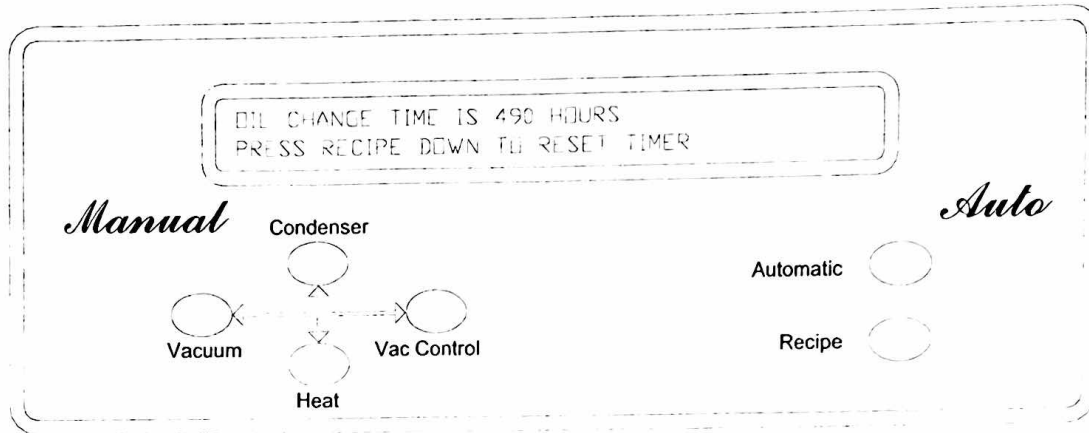 OIL CHANGE TIME IS 490 HOURS
PRESS RECIPE DOWN TO RESET TIMER
Manual
Auto
Condenser
Automatic
Vacuum
Vac Control
Recipe
Heat